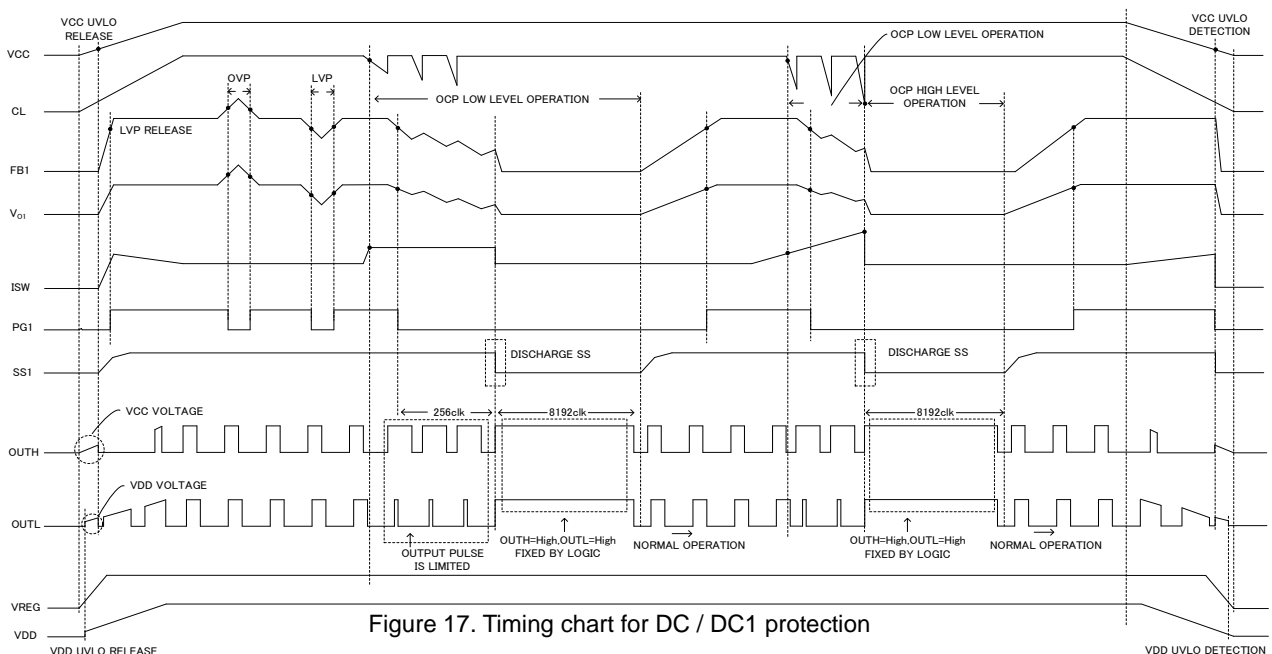 VCC UVLO
RELEASE
VCC UVLO
DETECTION
OCP LOW LEVEL OPERATION
VCC
OVP
LVP
OCP LOW LEVEL OPERATION
OCP HIGH LEVEL
OPERATION
CL
LVP RELEASE
FB1
VO1
ISW
PG1
DISCHARGE SS
DISCHARGE SS
SS1
VCC VOLTAGE
256clk
8192clk
8192clk
OUTH
VDD VOLTAGE
OUTL
OUTPUT PULSE
IS LIMITED
OUTH=High,OUTL=High
FIXED BY LOGIC
NORMAL OPERATION
OUTH=High,OUTL=High
FIXED BY LOGIC
NORMAL OPERATION
VREG
VDD
Figure 17. Timing chart for DC / DC1 protection
VDD UVLO RELEASE
VDD UVLO DETECTION